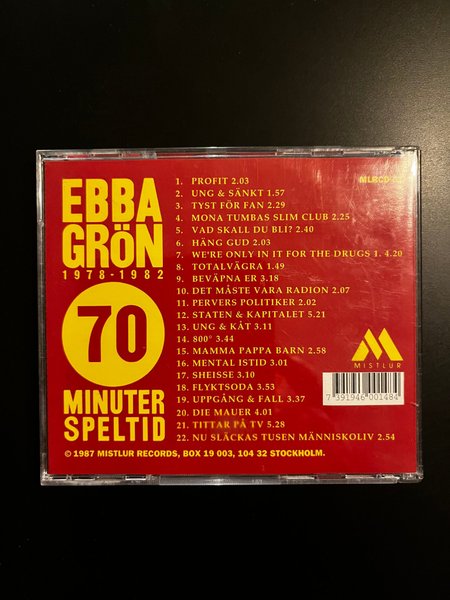 EBBA
GRÖN
1978-1982
70
MINUTER
SPELTID
1. PROFIT 2.03
2. UNG & SÄNKT 1.57
3. TYST FÖR FAN 2.29
4. MONA TUMBAS SLIM CLUB 2.25
5. VAD SKALL DU BLI? 2.40
6. HÄNG GUD 2.03
7. WE'RE ONLY IN IT FOR THE DRUGS 1. 4.20
8. TOTALVÄGRA 1.49
9. BEVÄPNA ER 3.18
10. DET MÅSTE VARA RADION 2.07
11. PERVERS POLITIKER 2.02
12. STATEN & KAPITALET 5.21
13. UNG & KÅT 3.11
14. 800° 3.44
15. MAMMA PAPPA BARN 2.58
16. MENTAL ISTID 3.01
17. SHEISSE 3.10
18. FLYKTSODA 3.53
19. UPPGÅNG & FALL 3.37
20. DIE MAUER 4.01
21. TITTAR PÅ TV 5.28
22. NU SLÄCKAS TUSEN MÄNNISKOLIV 2.54
MISTLUR
7 391946 001484
© 1987 MISTLUR RECORDS, BOX 19 003, 104 32 STOCKHOLM.